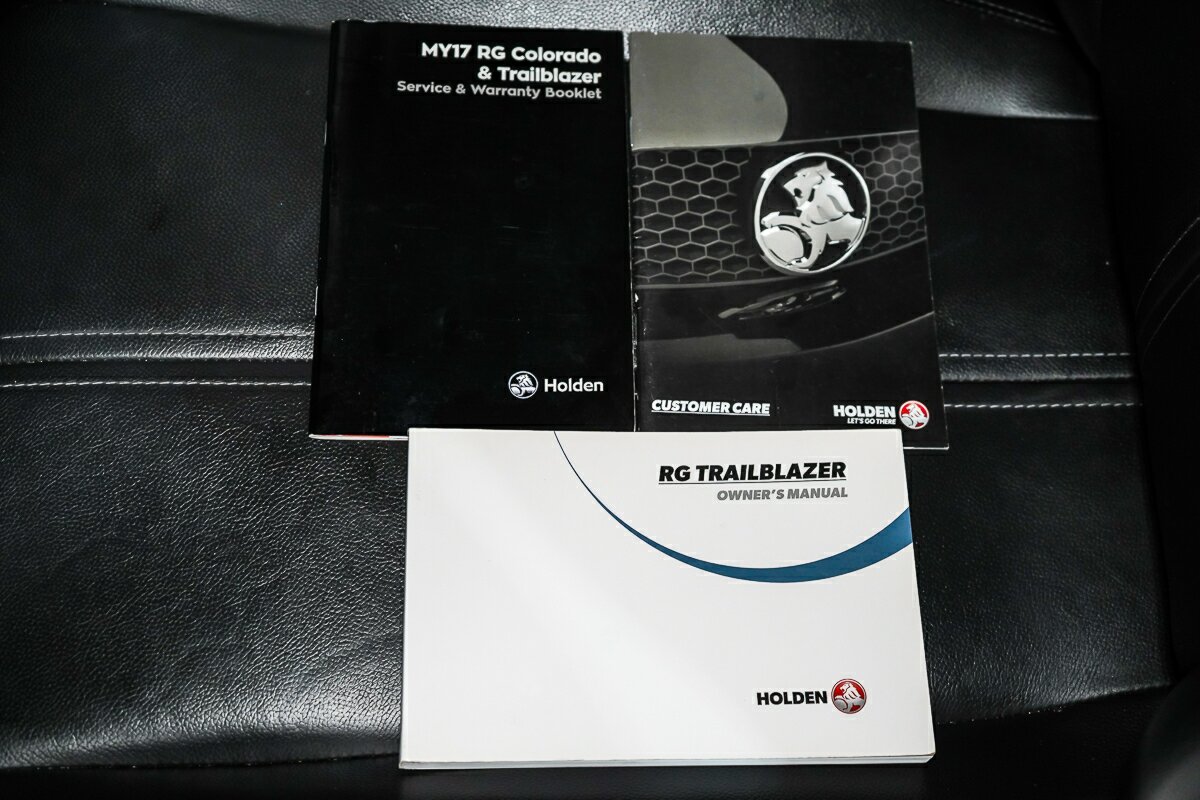 MY17 RG Colorado
& Trailblazer
Service & Warranty Booklet
Holden
CUSTOMER CARE
HOLDEN
LET'S GO THERE
RG TRAILBLAZER
OWNER'S MANUAL
HOLDEN